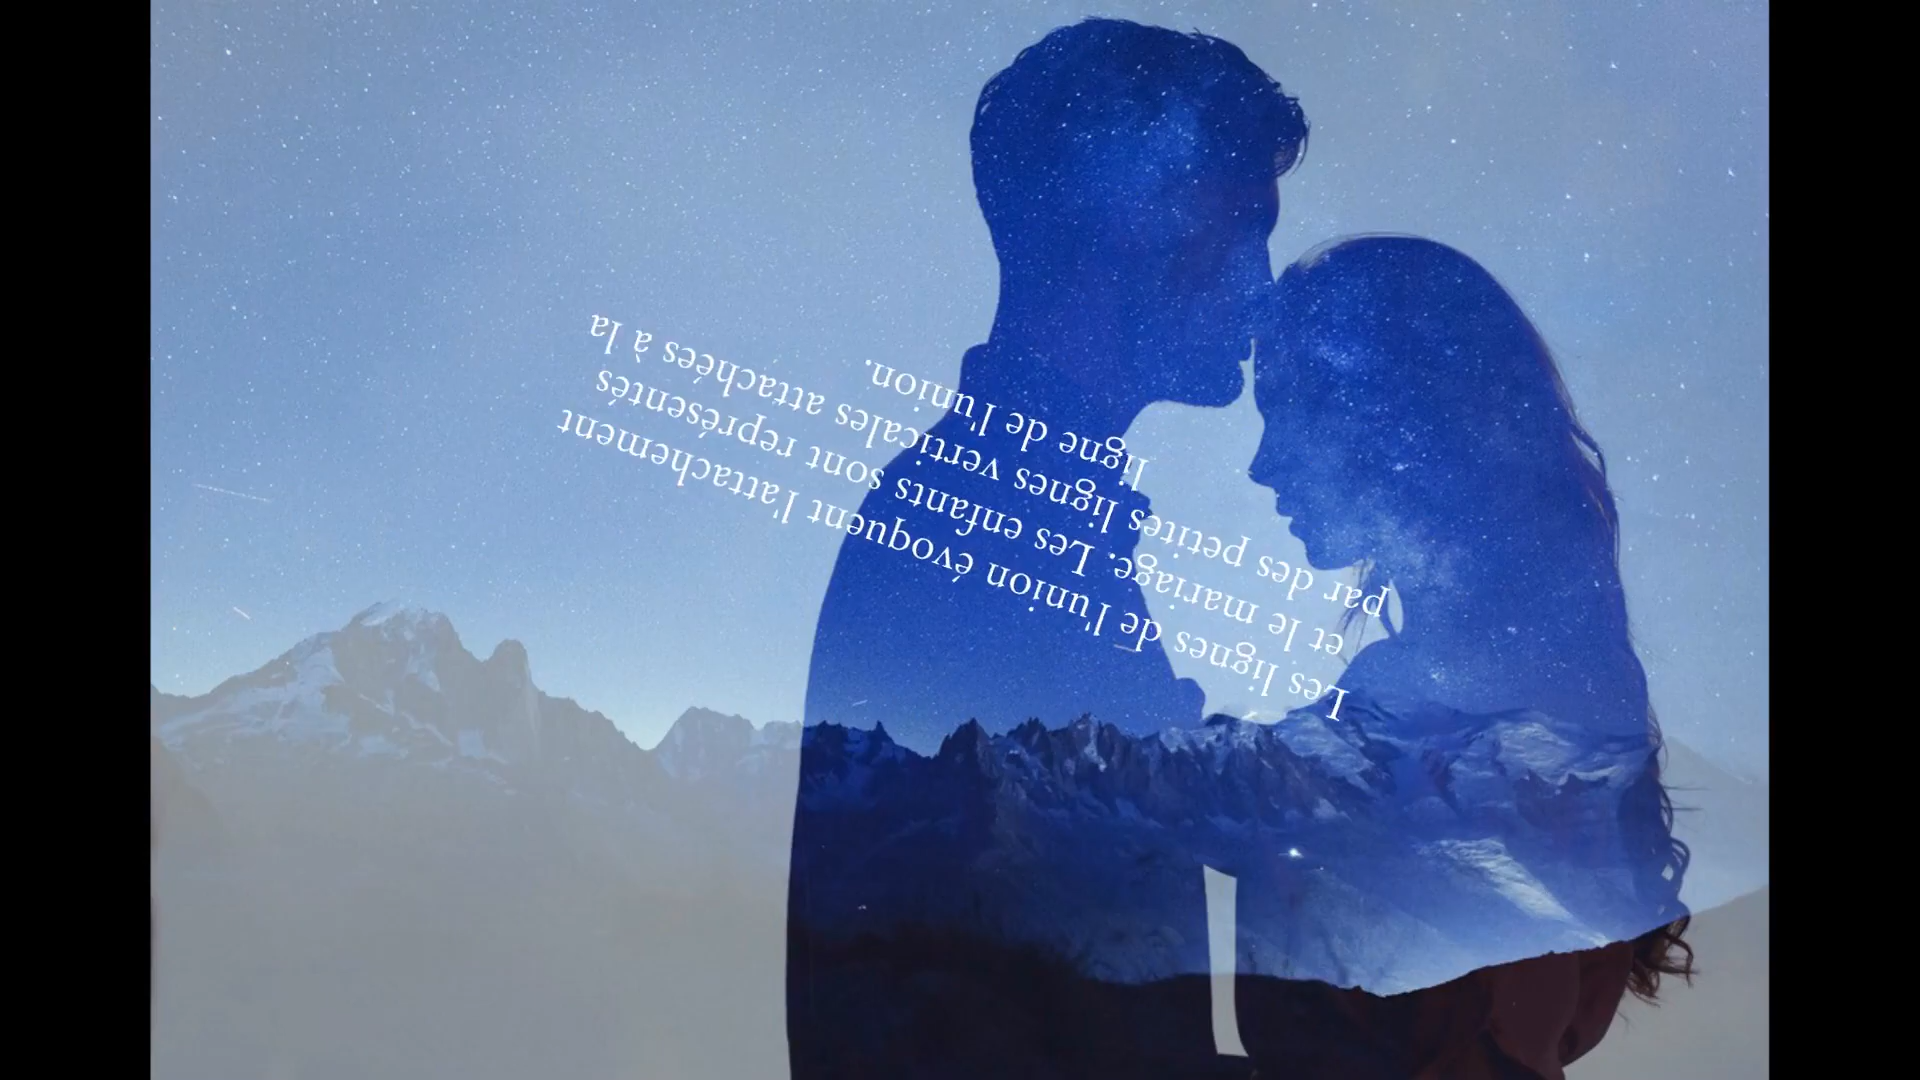 Les lignes de l'union évoquent l'attachement
et le mariage. Les enfants sont représentés
par des petites lignes verticales attachées à la
ligne de l'union.